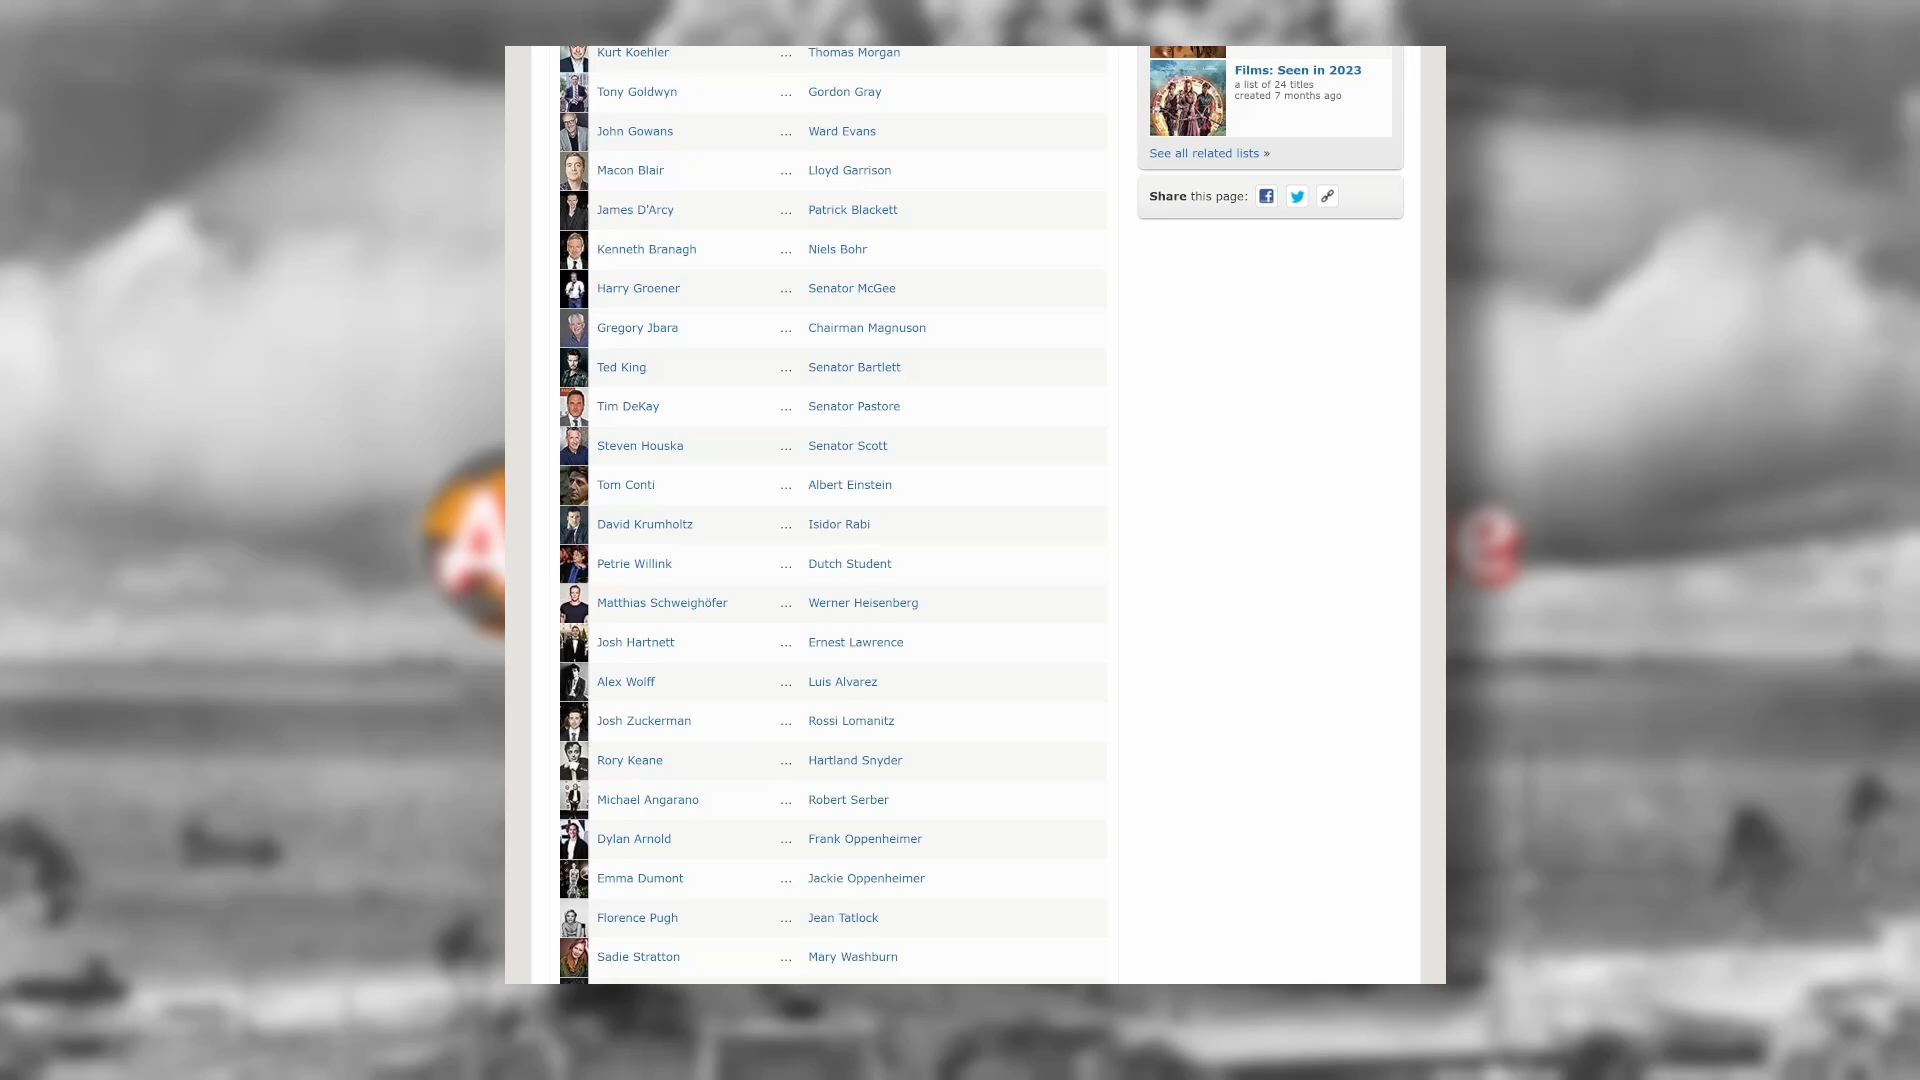 Kurt Koehler ... Thomas Morgan
Tony Goldwyn ... Gordon Gray
John Gowans ... Ward Evans
Macon Blair ... Lloyd Garrison
James D'Arcy ... Patrick Blackett
Kenneth Branagh ... Niels Bohr
Harry Groener ... Senator McGee
Gregory Jbara ... Chairman Magnuson
Ted King ... Senator Bartlett
Tim DeKay ... Senator Pastore
Steven Houska ... Senator Scott
Tom Conti ... Albert Einstein
David Krumholtz ... Isidor Rabi
Petrie Willink ... Dutch Student
Matthias Schweighöfer ... Werner Heisenberg
Josh Hartnett ... Ernest Lawrence
Alex Wolff ... Luis Alvarez
Josh Zuckerman ... Rossi Lomanitz
Rory Keane ... Hartland Snyder
Michael Angarano ... Robert Serber
Dylan Arnold ... Frank Oppenheimer
Emma Dumont ... Jackie Oppenheimer
Florence Pugh ... Jean Tatlock
Sadie Stratton ... Mary Washburn
Films: Seen in 2023
a list of 24 titles
created 7 months ago
See all related lists »
Share this page:
A
e